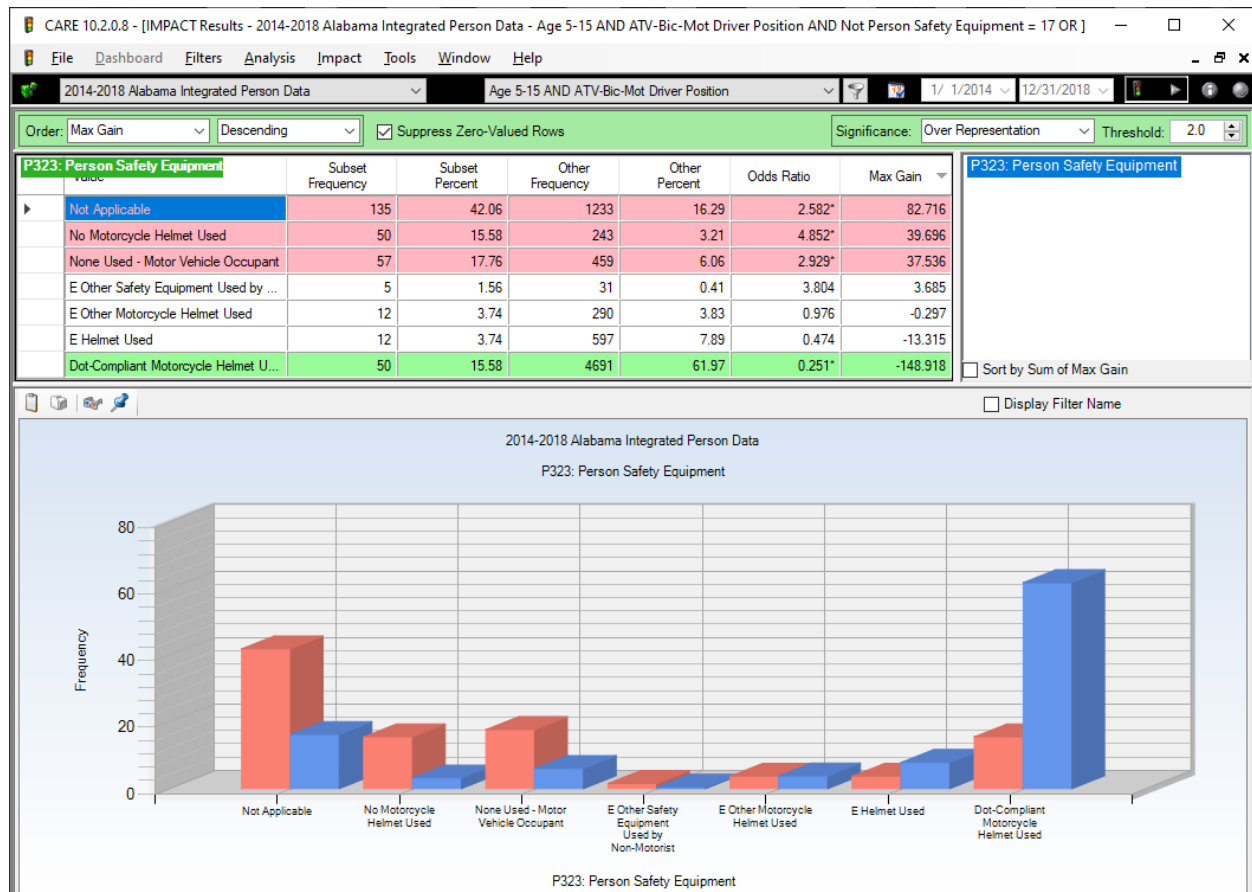 CARE 10.2.0.8 - [IMPACT Results - 2014-2018 Alabama Integrated Person Data - Age 5-15 AND ATV-Bic-Mot Driver Position AND Not Person Safety Equipment = 17 OR ]
File Dashboard Filters Analysis Impact Tools Window Help
2014-2018 Alabama Integrated Person Data Age 5-15 AND ATV-Bic-Mot Driver Position 1/ 1/2014 12/31/2018
Order: Max Gain Descending Suppress Zero-Valued Rows Significance: Over Representation Threshold: 2.0
P323: Person Safety Equipment Subset Frequency Subset Percent Other Frequency Other Percent Odds Ratio Max Gain P323: Person Safety Equipment
Not Applicable 135 42.06 1233 16.29 2.582* 82.716
No Motorcycle Helmet Used 50 15.58 243 3.21 4.852* 39.696
None Used - Motor Vehicle Occupant 57 17.76 459 6.06 2.929* 37.536
E Other Safety Equipment Used by ... 5 1.56 31 0.41 3.804 3.685
E Other Motorcycle Helmet Used 12 3.74 290 3.83 0.976 -0.297
E Helmet Used 12 3.74 597 7.89 0.474 -13.315
Dot-Compliant Motorcycle Helmet U... 50 15.58 4691 61.97 0.251* -148.918
Sort by Sum of Max Gain
Display Filter Name
2014-2018 Alabama Integrated Person Data
P323: Person Safety Equipment
80
60
40
20
0
Frequency
Not Applicable
No Motorcycle
Helmet Used
None Used - Motor
Vehicle Occupant
E Other Safety
Equipment
Used by
Non-Motorist
E Other Motorcycle
Helmet Used
E Helmet Used
Dot-Compliant
Motorcycle
Helmet Used
P323: Person Safety Equipment